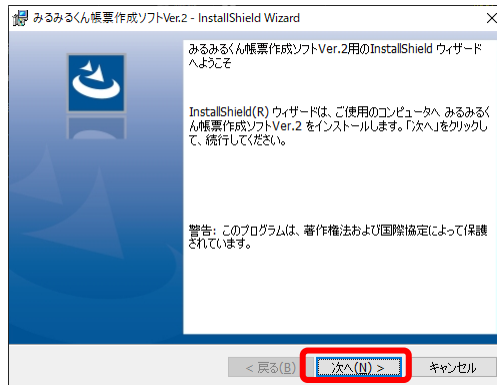 みるみるくん帳票作成ソフトVer.2 - InstallShield Wizard
みるみるくん帳票作成ソフトVer.2用のInstallShield ウィザード
へようこそ
InstallShield(R) ウィザードは、ご使用のコンピュータへ みるみるく
ん帳票作成ソフトVer.2 をインストールします。「次へ」をクリックし
て、続行してください。
警告: このプログラムは、著作権法および国際協定によって保護
されています。
< 戻る(B)
次へ(N) >
キャンセル